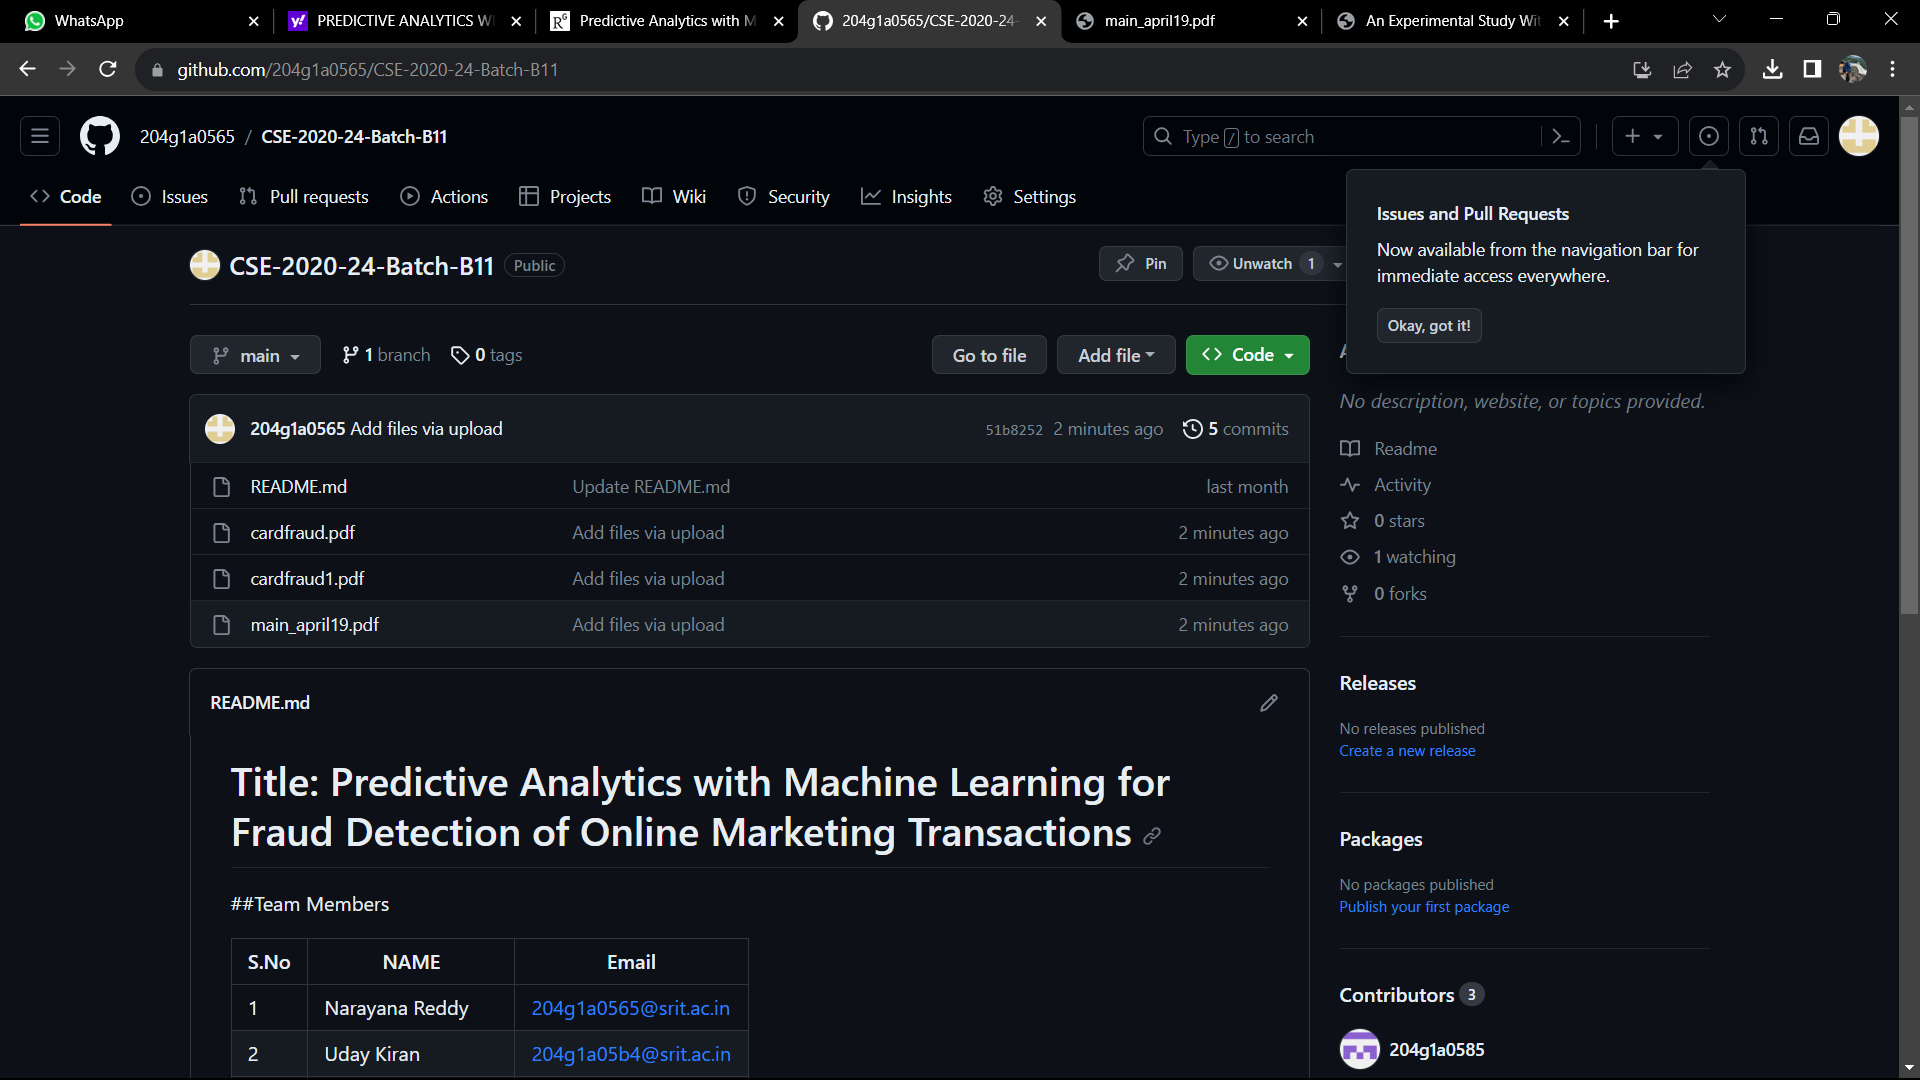 WhatsApp
PREDICTIVE ANALYTICS WI
Predictive Analytics with M
204g1a0565/CSE-2020-24-
main_april19.pdf
An Experimental Study Wit
github.com/204g1a0565/CSE-2020-24-Batch-B11
204g1a0565 / CSE-2020-24-Batch-B11
Type / to search
Code
Issues
Pull requests
Actions
Projects
Wiki
Security
Insights
Settings
Issues and Pull Requests
Now available from the navigation bar for
immediate access everywhere.
Okay, got it!
CSE-2020-24-Batch-B11
Public
Pin
Unwatch 1
main
1 branch
0 tags
Go to file
Add file
Code
No description, website, or topics provided.
204g1a0565 Add files via upload
51b8252 2 minutes ago
5 commits
README.md Update README.md last month
cardfraud.pdf Add files via upload 2 minutes ago
cardfraud1.pdf Add files via upload 2 minutes ago
main_april19.pdf Add files via upload 2 minutes ago
Readme
Activity
0 stars
1 watching
0 forks
Releases
No releases published
Create a new release
Packages
No packages published
Publish your first package
Contributors 3
204g1a0585
README.md
Title: Predictive Analytics with Machine Learning for
Fraud Detection of Online Marketing Transactions
##Team Members
S.No NAME Email
1 Narayana Reddy 204g1a0565@srit.ac.in
2 Uday Kiran 204g1a05b4@srit.ac.in